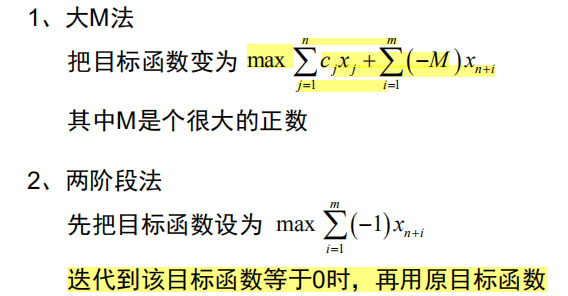 1、大M法
把目标函数变为 max ∑_{j=1}^{n} c_j x_j + ∑_{i=1}^{m} (−M) x_{n+i}
其中M是个很大的正数
2、两阶段法
先把目标函数设为 max ∑_{i=1}^{m} (−1) x_{n+i}
迭代到该目标函数等于0时，再用原目标函数